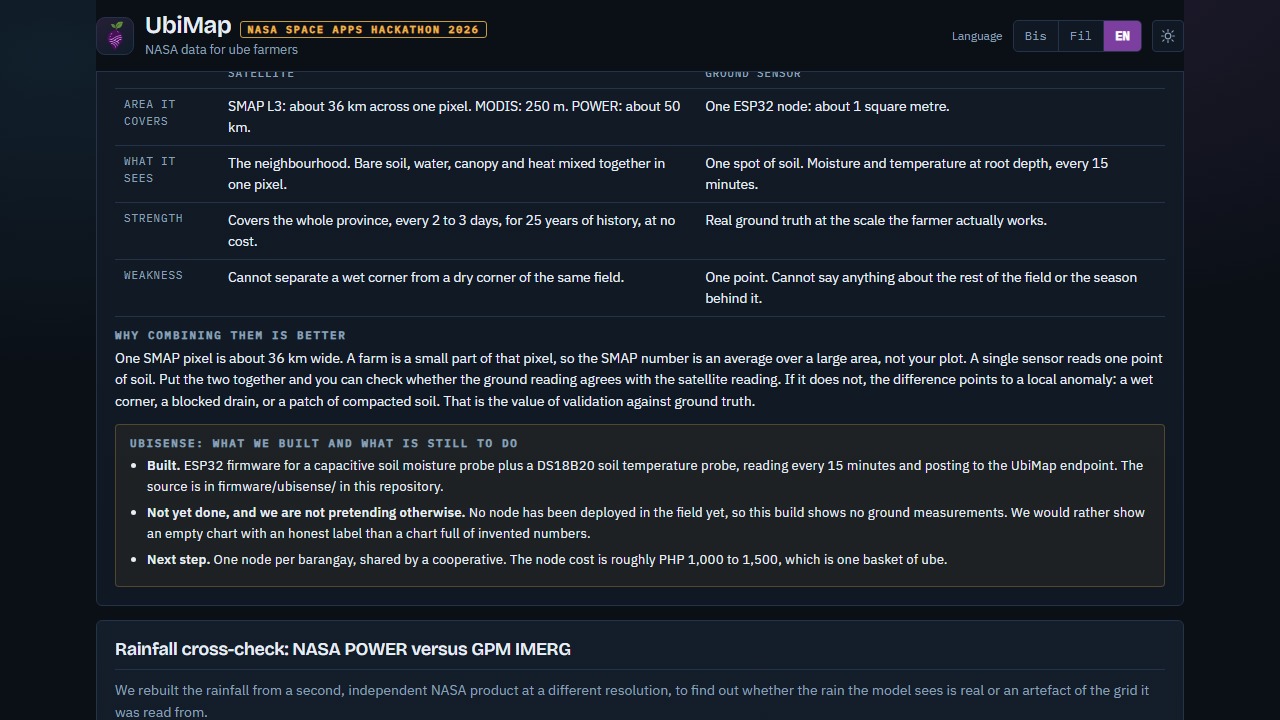 UbiMap NASA SPACE APPS HACKATHON 2026
NASA data for ube farmers
Language Bis Fil EN
SATELLITE GROUND SENSOR
AREA IT COVERS
SMAP L3: about 36 km across one pixel. MODIS: 250 m. POWER: about 50
km.
One ESP32 node: about 1 square metre.
WHAT IT SEES
The neighbourhood. Bare soil, water, canopy and heat mixed together in
one pixel.
One spot of soil. Moisture and temperature at root depth, every 15
minutes.
STRENGTH
Covers the whole province, every 2 to 3 days, for 25 years of history, at no
cost.
Real ground truth at the scale the farmer actually works.
WEAKNESS
Cannot separate a wet corner from a dry corner of the same field.
One point. Cannot say anything about the rest of the field or the season
behind it.
WHY COMBINING THEM IS BETTER
One SMAP pixel is about 36 km wide. A farm is a small part of that pixel, so the SMAP number is an average over a large area, not your plot. A single sensor reads one point
of soil. Put the two together and you can check whether the ground reading agrees with the satellite reading. If it does not, the difference points to a local anomaly: a wet
corner, a blocked drain, or a patch of compacted soil. That is the value of validation against ground truth.
UBISENSE: WHAT WE BUILT AND WHAT IS STILL TO DO
• Built. ESP32 firmware for a capacitive soil moisture probe plus a DS18B20 soil temperature probe, reading every 15 minutes and posting to the UbiMap endpoint. The
source is in firmware/ubisense/ in this repository.
• Not yet done, and we are not pretending otherwise. No node has been deployed in the field yet, so this build shows no ground measurements. We would rather show
an empty chart with an honest label than a chart full of invented numbers.
• Next step. One node per barangay, shared by a cooperative. The node cost is roughly PHP 1,000 to 1,500, which is one basket of ube.
Rainfall cross-check: NASA POWER versus GPM IMERG
We rebuilt the rainfall from a second, independent NASA product at a different resolution, to find out whether the rain the model sees is real or an artefact of the grid it
was read from.